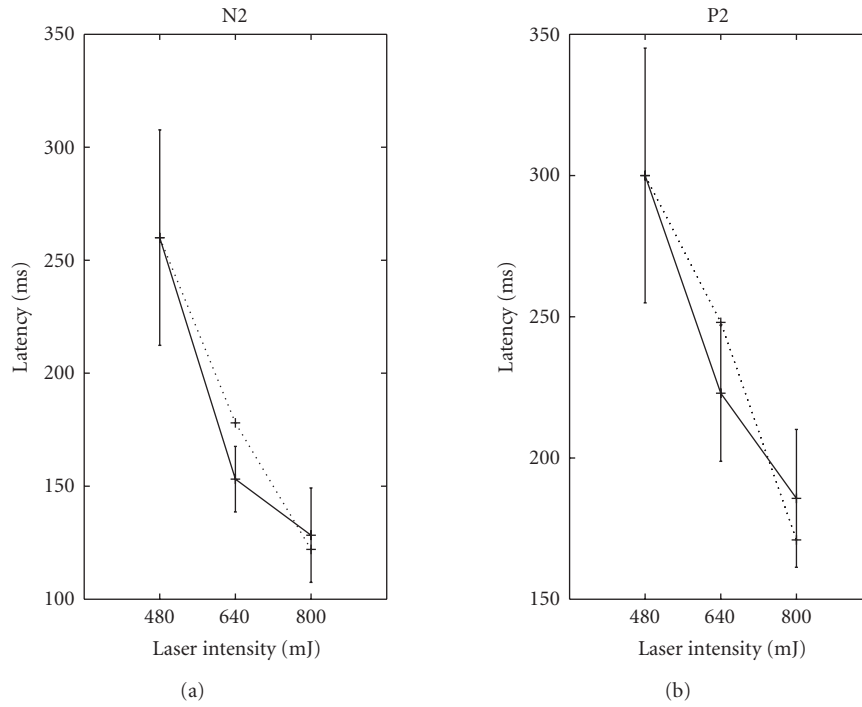 N2
350
300
250
200
150
100
Latency (ms)
480 640 800
Laser intensity (mJ)
(a)
P2
350
300
250
200
150
Latency (ms)
480 640 800
Laser intensity (mJ)
(b)